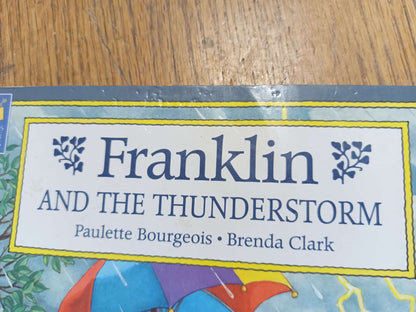 Franklin
AND THE THUNDERSTORM
Paulette Bourgeois • Brenda Clark